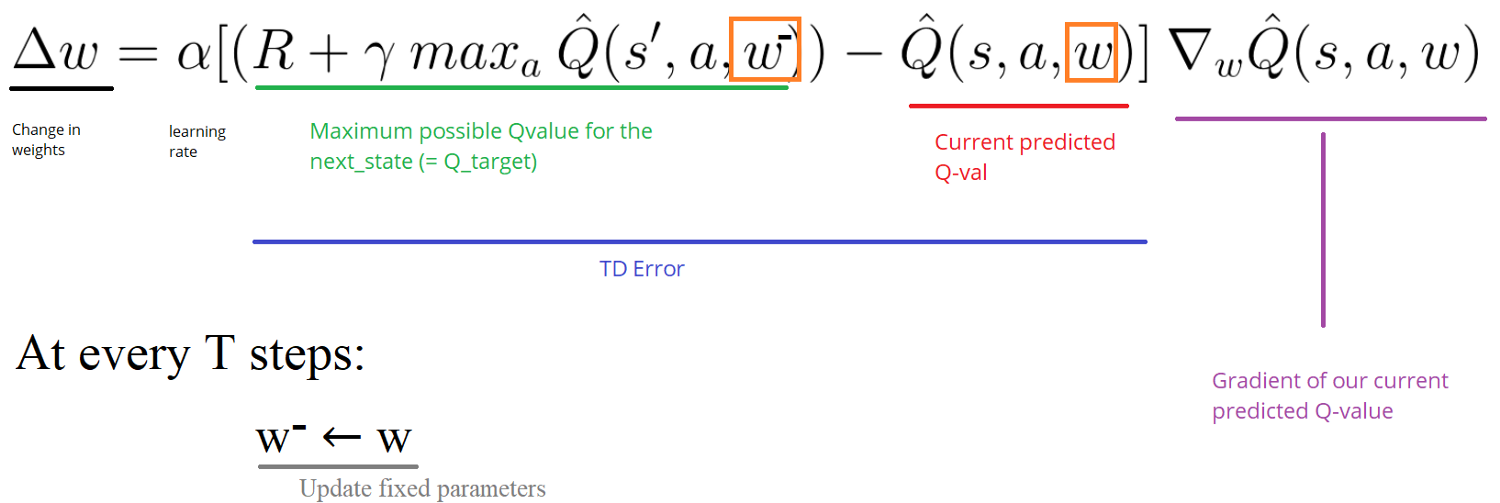 Δw = α[(R + γ maxₐ Q̂(s′, a, w⁻)) − Q̂(s, a, w)] ∇_w Q̂(s, a, w)
Change in
weights
learning
rate
Maximum possible Qvalue for the
next_state (= Q_target)
Current predicted
Q-val
TD Error
At every T steps:
Gradient of our current
predicted Q-value
w⁻ ← w
Update fixed parameters